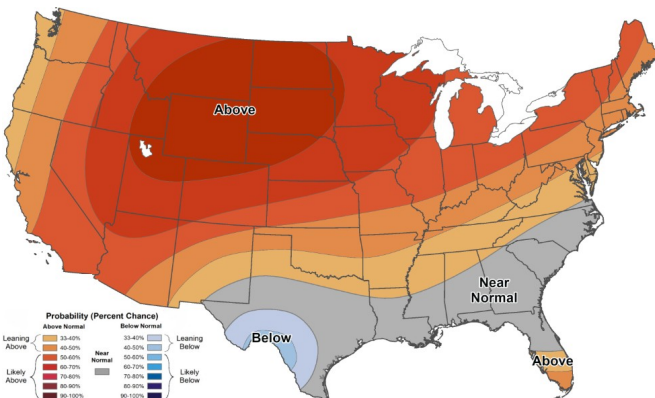 Above
Near
Normal
Below
Above
Probability (Percent Chance)
Above Normal
Below Normal
Leaning
Above
33-40%
40-50%
Near
Normal
33-40%
40-50%
Leaning
Below
Likely
Above
50-60%
60-70%
70-80%
80-90%
90-100%
50-60%
60-70%
70-80%
80-90%
90-100%
Likely
Below